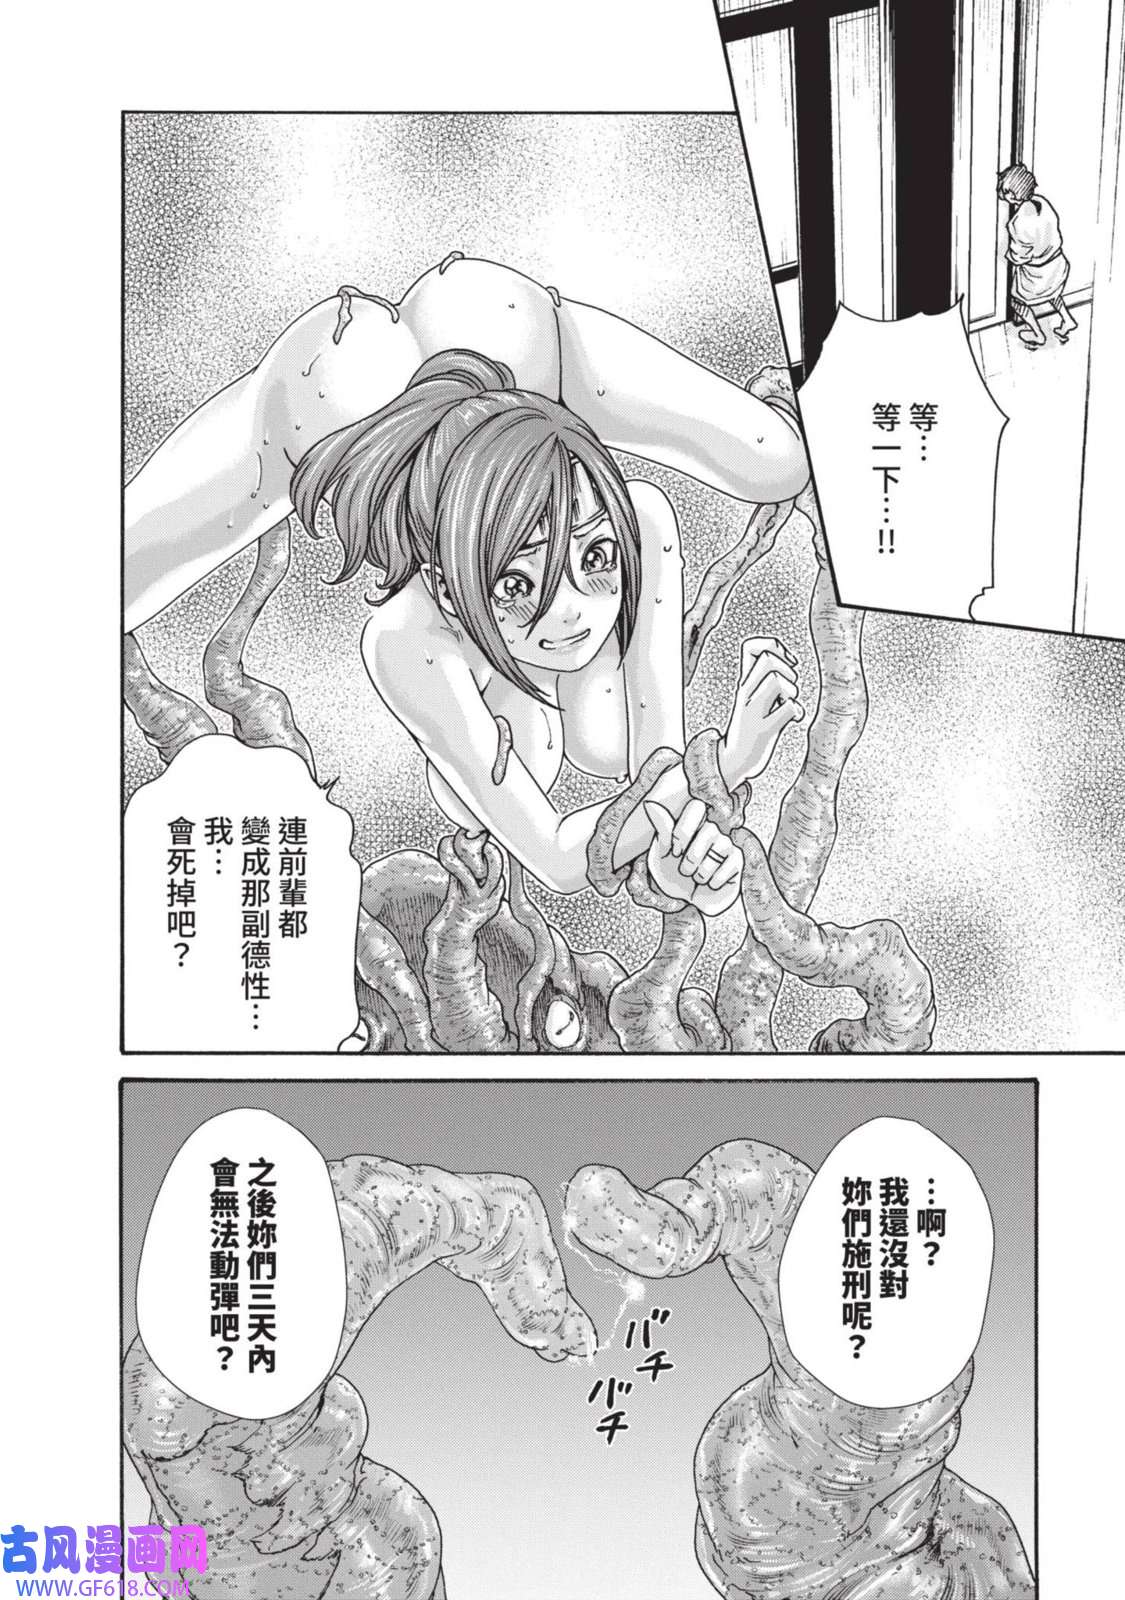 等…
等一下…!!
連前輩都
變成那副德性…
我…
會死掉吧？
…啊？
我還沒對
妳們施刑呢？
之後妳們三天內
會無法動彈吧？
バチ
バチ
古风漫画网
WWW.GF618.COM